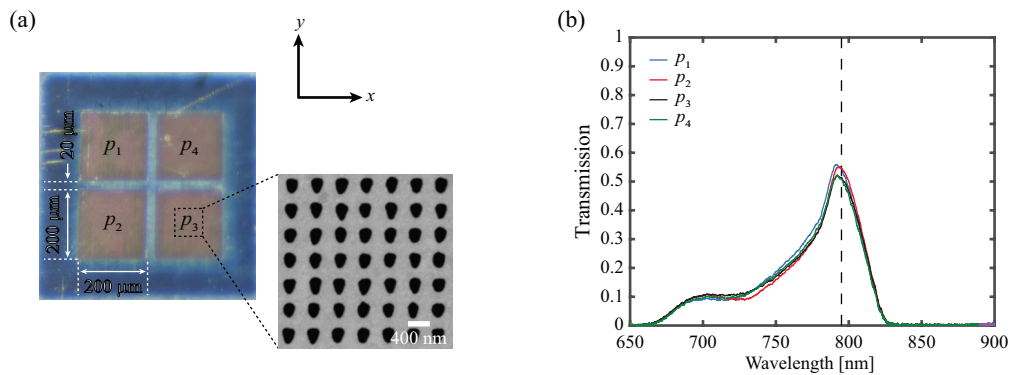 (a)
y
x
20 µm
200 µm
200 µm
p₁
p₄
p₂
p₃
400 nm
(b)
1
0.9
0.8
0.7
0.6
0.5
0.4
0.3
0.2
0.1
0
Transmission
p₁
p₂
p₃
p₄
650 700 750 800 850 900
Wavelength [nm]